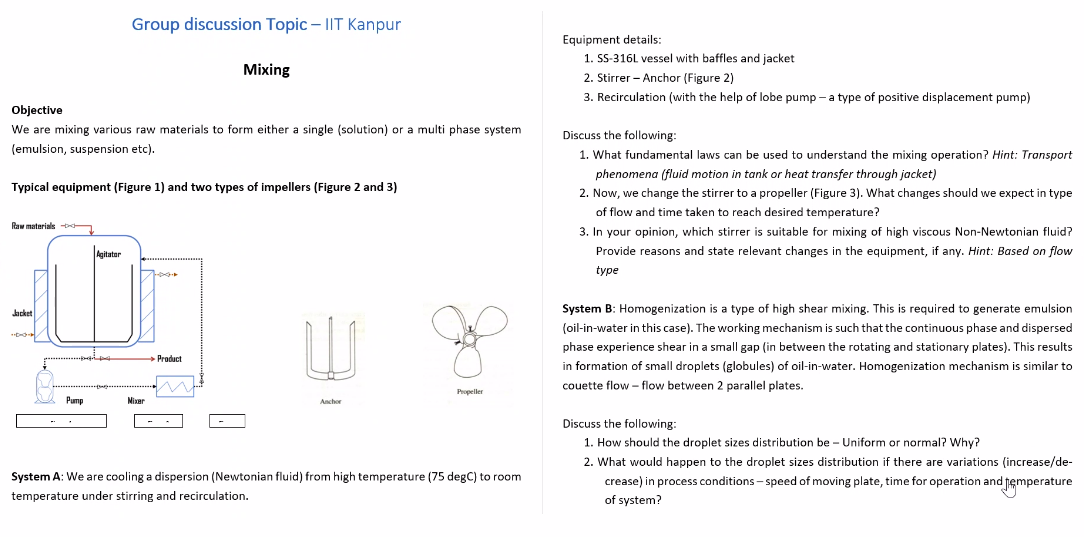 Group discussion Topic – IIT Kanpur
Mixing
Objective
We are mixing various raw materials to form either a single (solution) or a multi phase system
(emulsion, suspension etc).
Typical equipment (Figure 1) and two types of impellers (Figure 2 and 3)
Raw materials
Agitator
Jacket
Product
Pump
Mixer
Anchor
Propeller
System A: We are cooling a dispersion (Newtonian fluid) from high temperature (75 degC) to room
temperature under stirring and recirculation.
Equipment details:
1. SS-316L vessel with baffles and jacket
2. Stirrer – Anchor (Figure 2)
3. Recirculation (with the help of lobe pump – a type of positive displacement pump)
Discuss the following:
1. What fundamental laws can be used to understand the mixing operation? Hint: Transport
phenomena (fluid motion in tank or heat transfer through jacket)
2. Now, we change the stirrer to a propeller (Figure 3). What changes should we expect in type
of flow and time taken to reach desired temperature?
3. In your opinion, which stirrer is suitable for mixing of high viscous Non-Newtonian fluid?
Provide reasons and state relevant changes in the equipment, if any. Hint: Based on flow
type
System B: Homogenization is a type of high shear mixing. This is required to generate emulsion
(oil-in-water in this case). The working mechanism is such that the continuous phase and dispersed
phase experience shear in a small gap (in between the rotating and stationary plates). This results
in formation of small droplets (globules) of oil-in-water. Homogenization mechanism is similar to
couette flow – flow between 2 parallel plates.
Discuss the following:
1. How should the droplet sizes distribution be – Uniform or normal? Why?
2. What would happen to the droplet sizes distribution if there are variations (increase/de-
crease) in process conditions – speed of moving plate, time for operation and temperature
of system?